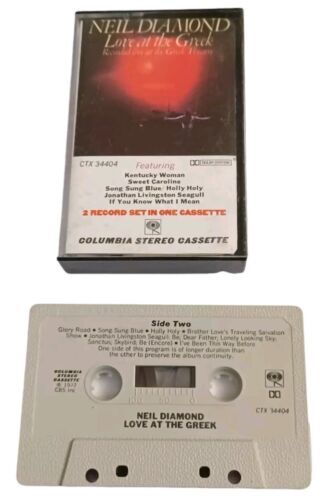 NEIL DIAMOND
Love at the Greek
Recorded live at the Greek Theatre
CTX 34404
Featuring
DOLBY SYSTEM
Kentucky Woman
Sweet Caroline
Song Sung Blue/Holly Holy
Jonathan Livingston Seagull
If You Know What I Mean
2 RECORD SET IN ONE CASSETTE
COLUMBIA STEREO CASSETTE
Side Two
Glory Road • Song Sung Blue • Holly Holy • Brother Love's Traveling Salvation
Show • Jonathan Livingston Seagull: Be; Dear Father; Lonely Looking Sky;
Sanctus; Skybird; Be (Encore) • I've Been This Way Before
One side of this program is of longer duration than
the other to preserve the album continuity.
COLUMBIA
STEREO
CASSETTE
℗ 1977
CBS Inc.
CTX 34404
NEIL DIAMOND
LOVE AT THE GREEK